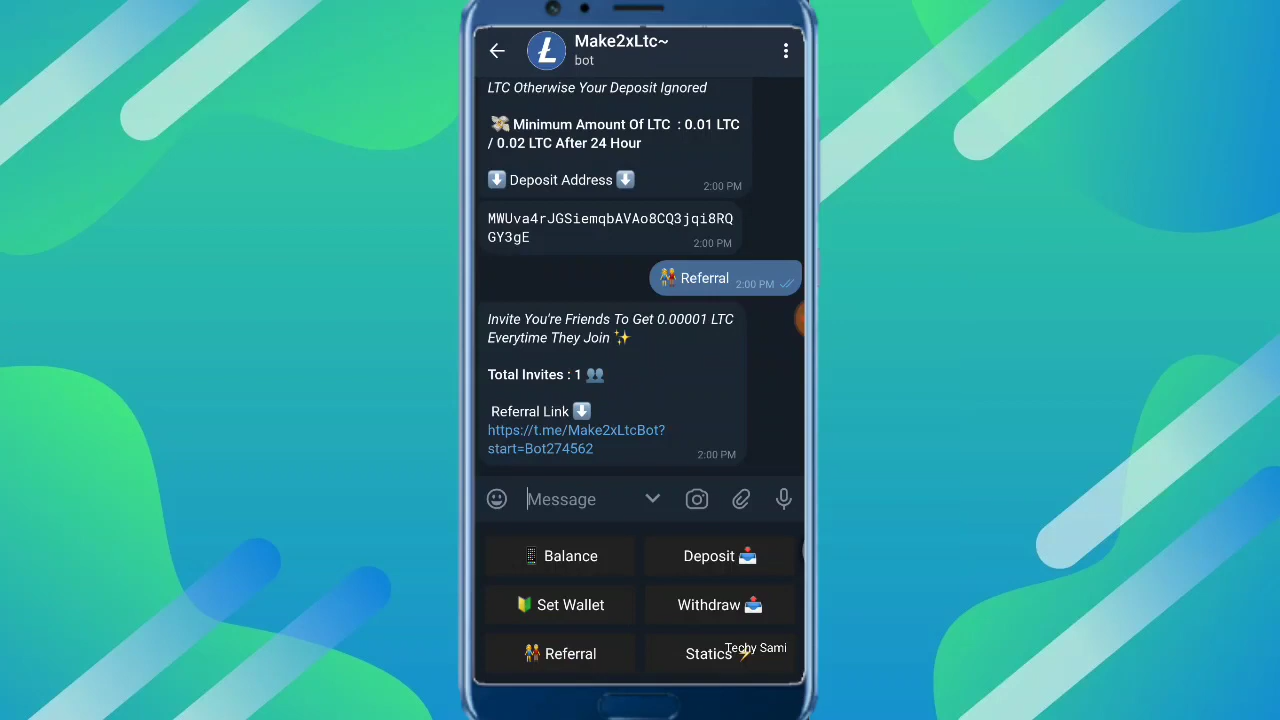 Make2xLtc~
bot
LTC Otherwise Your Deposit Ignored
💸 Minimum Amount Of LTC : 0.01 LTC
/ 0.02 LTC After 24 Hour
⬇️ Deposit Address ⬇️
2:00 PM
MWUva4rJGSiemqbAVAo8CQ3jqi8RQ
GY3gE
2:00 PM
👫 Referral 2:00 PM
Invite You're Friends To Get 0.00001 LTC
Everytime They Join ✨
Total Invites : 1 👥
Referral Link ⬇️
https://t.me/Make2xLtcBot?
start=Bot274562
2:00 PM
Message
Balance
Deposit 📥
🔰 Set Wallet
Withdraw 📤
👫 Referral
Statics⚡
Techy Sami